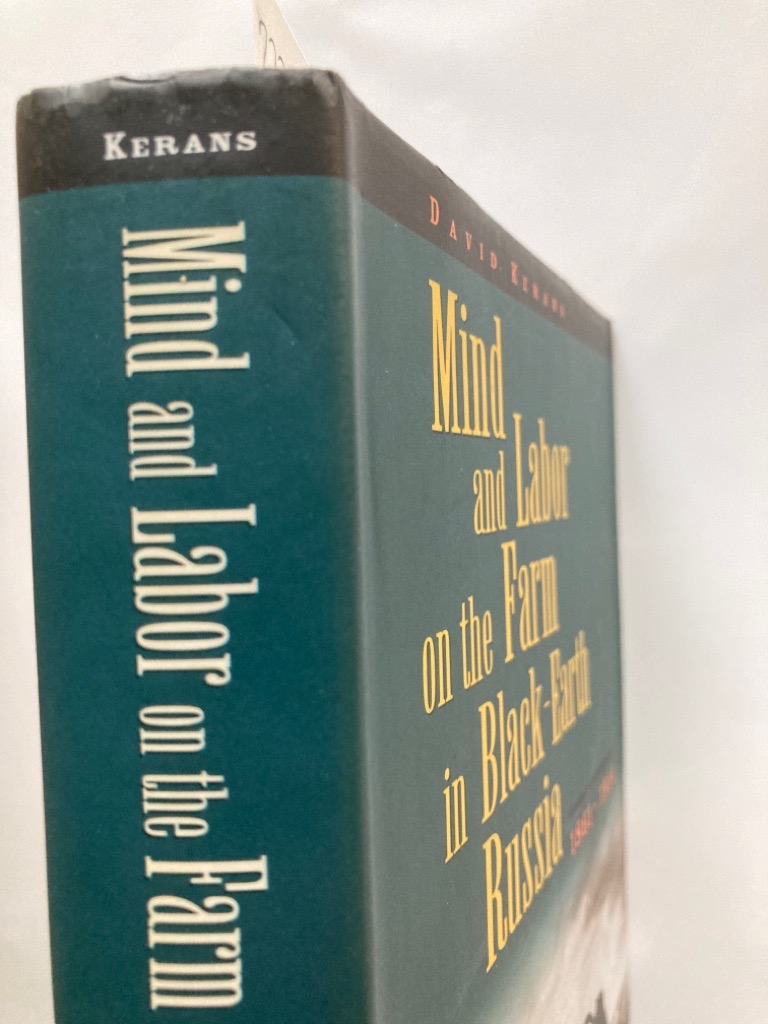 KERANS
Mind and Labor on the Farm
DAVID KERANS
Mind
and Labor
on the Farm
in Black-Earth
Russia